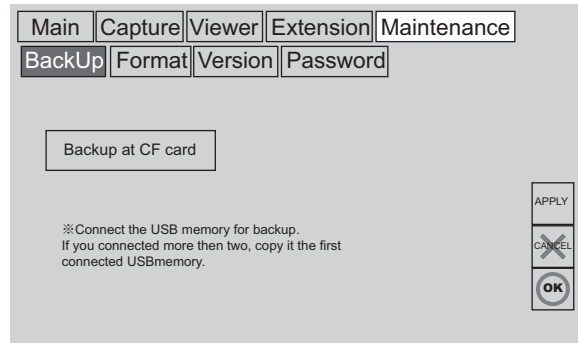 Main Capture Viewer Extension Maintenance
BackUp Format Version Password
Backup at CF card
APPLY
※Connect the USB memory for backup.
If you connected more then two, copy it the first
connected USBmemory.
CANCEL
OK